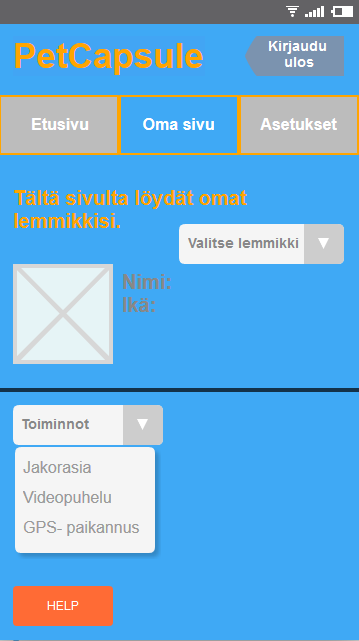 PetCapsule
Kirjaudu
ulos
Etusivu
Oma sivu
Asetukset
Tältä sivulta löydät omat
lemmikkisi.
Valitse lemmikki
Nimi:
Ikä:
Toiminnot
Jakorasia
Videopuhelu
GPS- paikannus
HELP